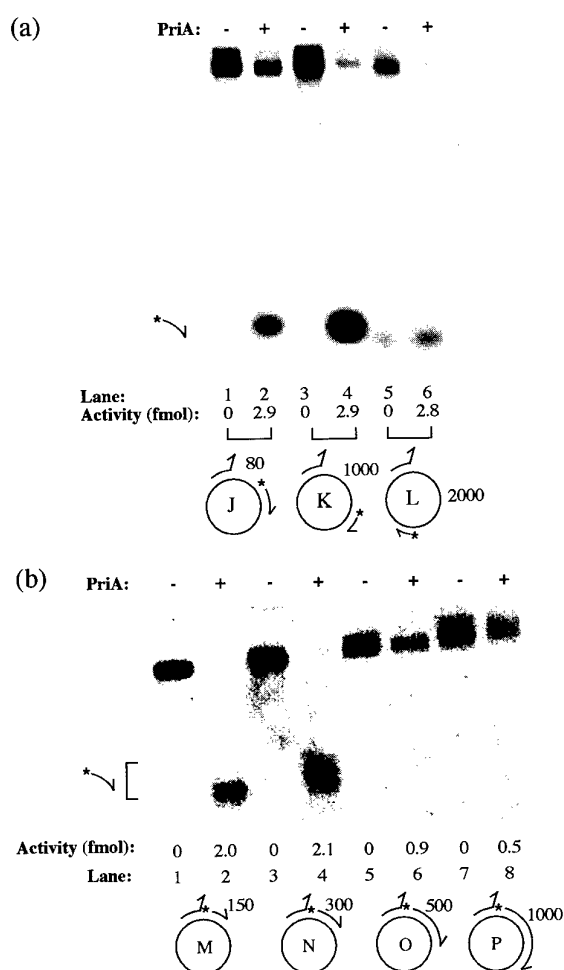 (a)
PriA: - + - + - +
*
Lane: 1 2 3 4 5 6
Activity (fmol): 0 2.9 0 2.9 0 2.8
80 1000
* J K * L 2000
*
(b)
PriA: - + - + - + - +
*
Activity (fmol): 0 2.0 0 2.1 0 0.9 0 0.5
Lane: 1 2 3 4 5 6 7 8
* 150 * 300 * 500 * 1000
M N O P